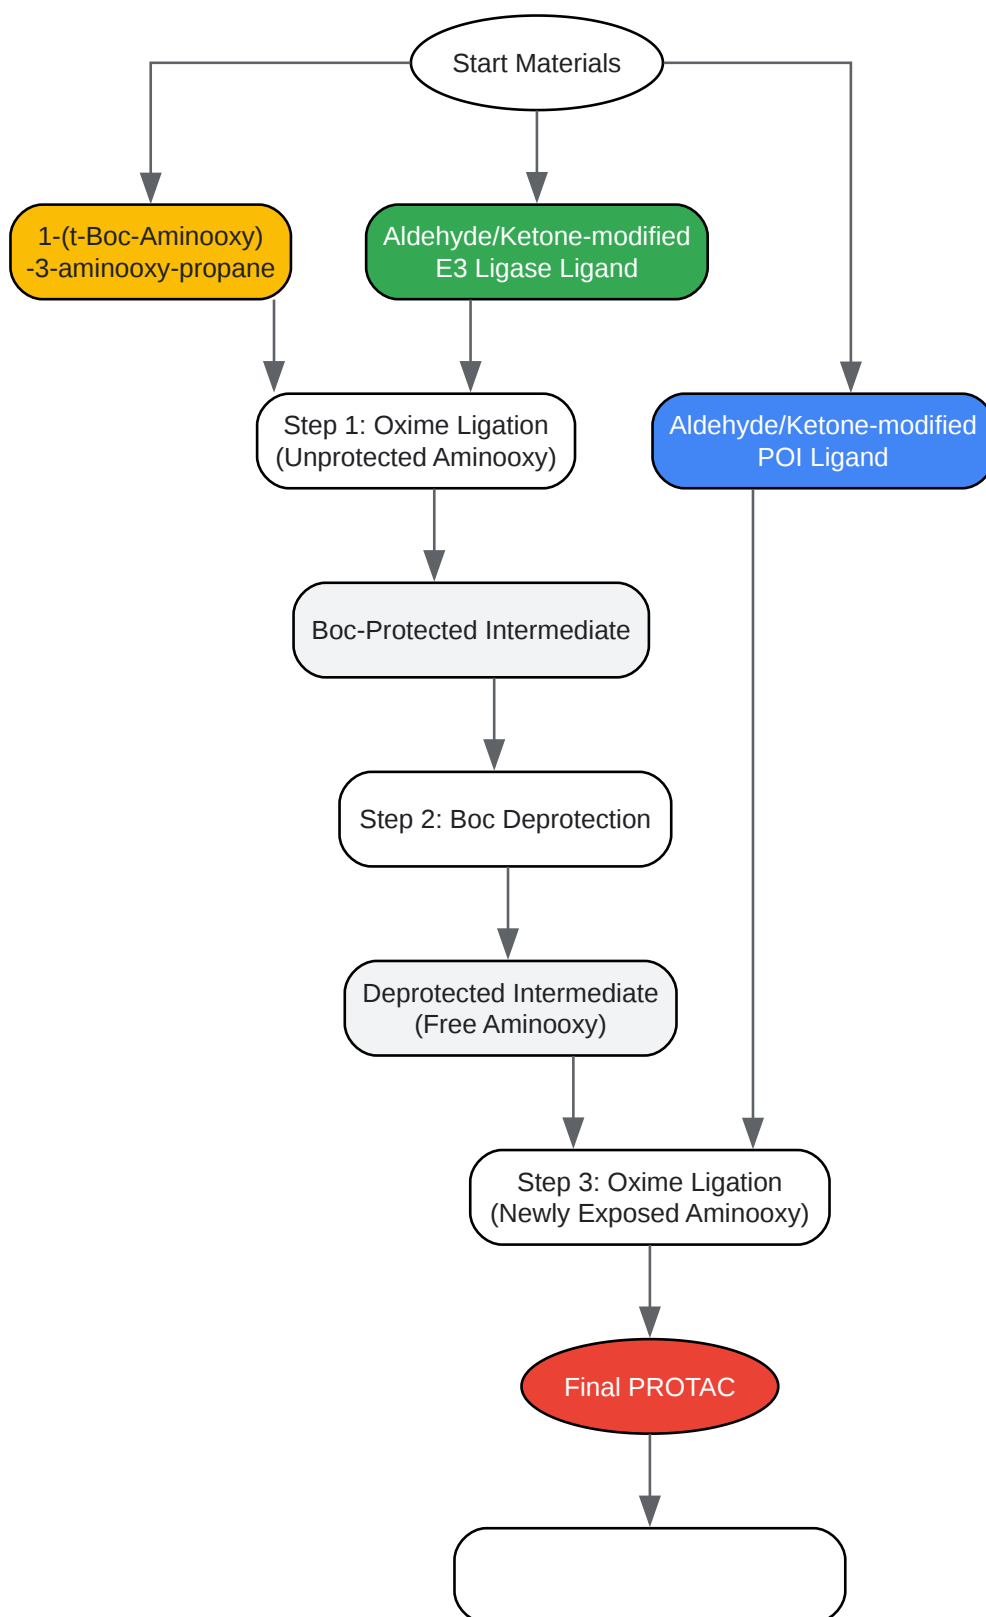 Start Materials
1-(t-Boc-Aminooxy)
-3-aminooxy-propane
Aldehyde/Ketone-modified
E3 Ligase Ligand
Step 1: Oxime Ligation
(Unprotected Aminooxy)
Aldehyde/Ketone-modified
POI Ligand
Boc-Protected Intermediate
Step 2: Boc Deprotection
Deprotected Intermediate
(Free Aminooxy)
Step 3: Oxime Ligation
(Newly Exposed Aminooxy)
Final PROTAC